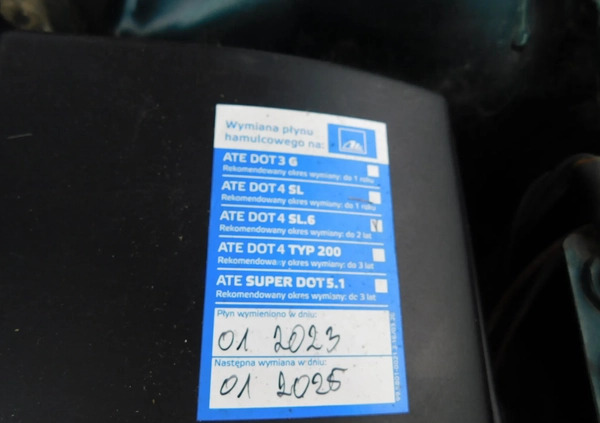 Wymiana płynu
hamulcowego na:
ATE DOT 3 G
Rekomendowany okres wymiany: do 1 roku
ATE DOT 4 SL
Rekomendowany okres wymiany: do 1 roku
ATE DOT 4 SL.6
Rekomendowany okres wymiany: do 2 lat
ATE DOT 4 TYP 200
Rekomendowany okres wymiany: do 3 lat
ATE SUPER DOT 5.1
Rekomendowany okres wymiany: do 3 lat
Płyn wymieniono w dniu:
01 2023
Następna wymiana w dniu:
01 2025